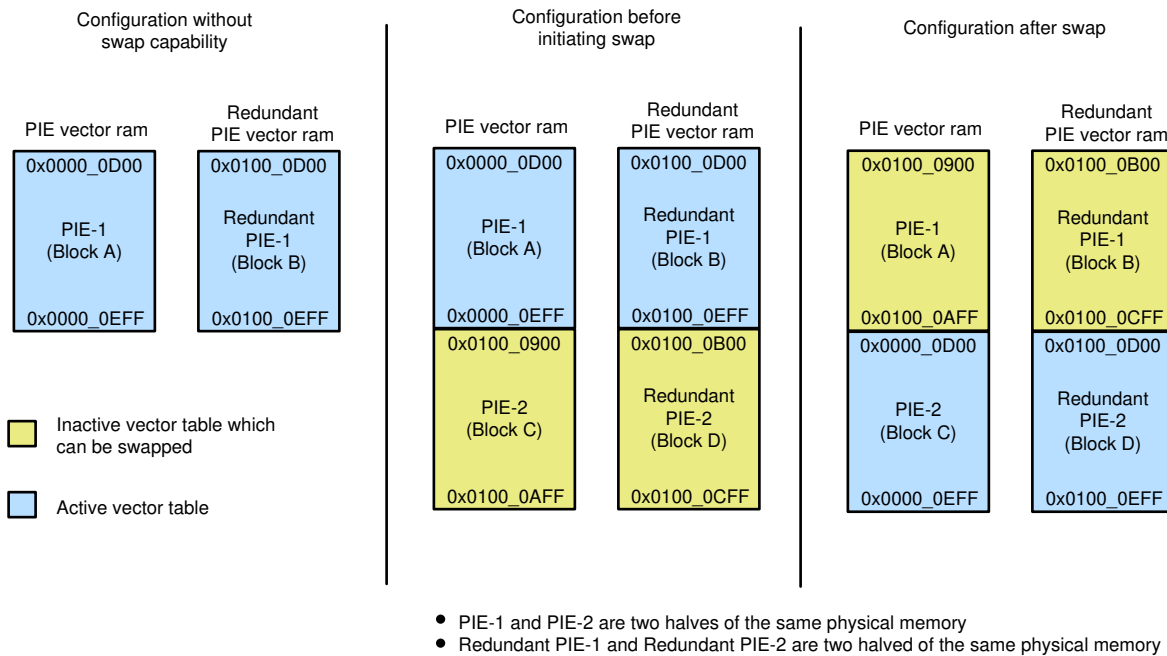 Configuration without
swap capability
PIE vector ram
Redundant
PIE vector ram
0x0000_0D00
PIE-1
(Block A)
0x0000_0EFF
0x0100_0D00
Redundant
PIE-1
(Block B)
0x0100_0EFF
Inactive vector table which
can be swapped
Active vector table
Configuration before
initiating swap
PIE vector ram
Redundant
PIE vector ram
0x0000_0D00
PIE-1
(Block A)
0x0000_0EFF
0x0100_0D00
Redundant
PIE-1
(Block B)
0x0100_0EFF
0x0100_0900
PIE-2
(Block C)
0x0100_0AFF
0x0100_0B00
Redundant
PIE-2
(Block D)
0x0100_0CFF
Configuration after swap
PIE vector ram
Redundant
PIE vector ram
0x0100_0900
PIE-1
(Block A)
0x0100_0AFF
0x0100_0B00
Redundant
PIE-1
(Block B)
0x0100_0CFF
0x0000_0D00
PIE-2
(Block C)
0x0000_0EFF
0x0100_0D00
Redundant
PIE-2
(Block D)
0x0100_0EFF
• PIE-1 and PIE-2 are two halves of the same physical memory
• Redundant PIE-1 and Redundant PIE-2 are two halved of the same physical memory